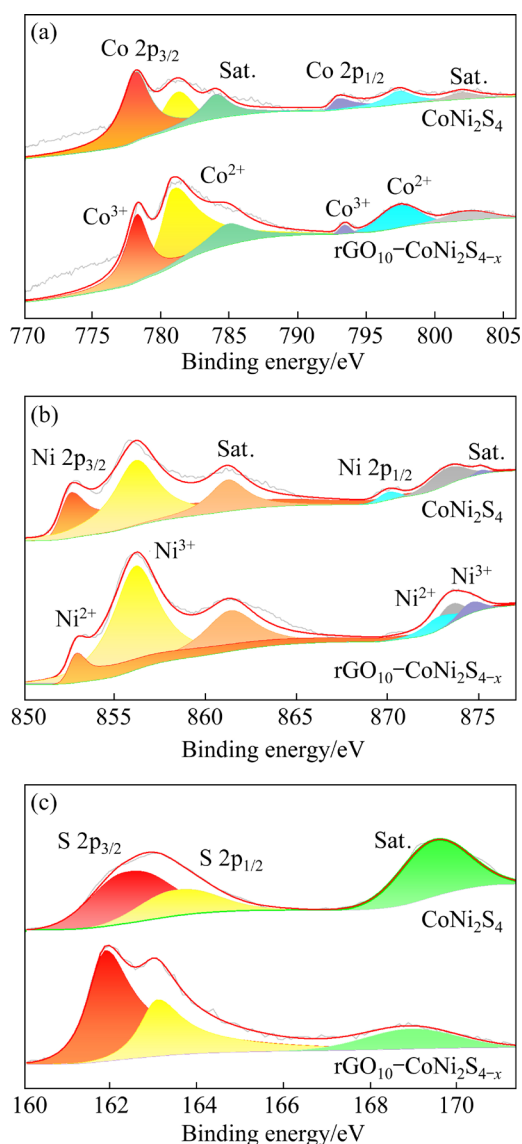 (a)
Co 2p3/2
Sat.
Co 2p1/2
Sat.
CoNi2S4
Co3+
Co2+
Co3+
Co2+
rGO10−CoNi2S4−x
770 775 780 785 790 795 800 805
Binding energy/eV
(b)
Ni 2p3/2
Sat.
Ni 2p1/2
Sat.
CoNi2S4
Ni2+
Ni3+
Ni2+
Ni3+
rGO10−CoNi2S4−x
850 855 860 865 870 875
Binding energy/eV
(c)
S 2p3/2
S 2p1/2
Sat.
CoNi2S4
rGO10−CoNi2S4−x
160 162 164 166 168 170
Binding energy/eV